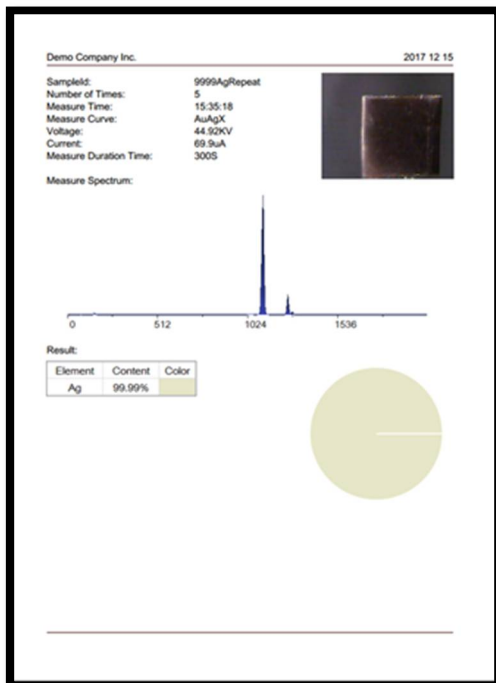 Demo Company Inc. 2017 12 15
SampleId: 9999AgRepeat
Number of Times: 5
Measure Time: 15:35:18
Measure Curve: AuAgX
Voltage: 44.92KV
Current: 69.9uA
Measure Duration Time: 300S
Measure Spectrum:
0 512 1024 1536
Result:
Element Content Color
Ag 99.99%